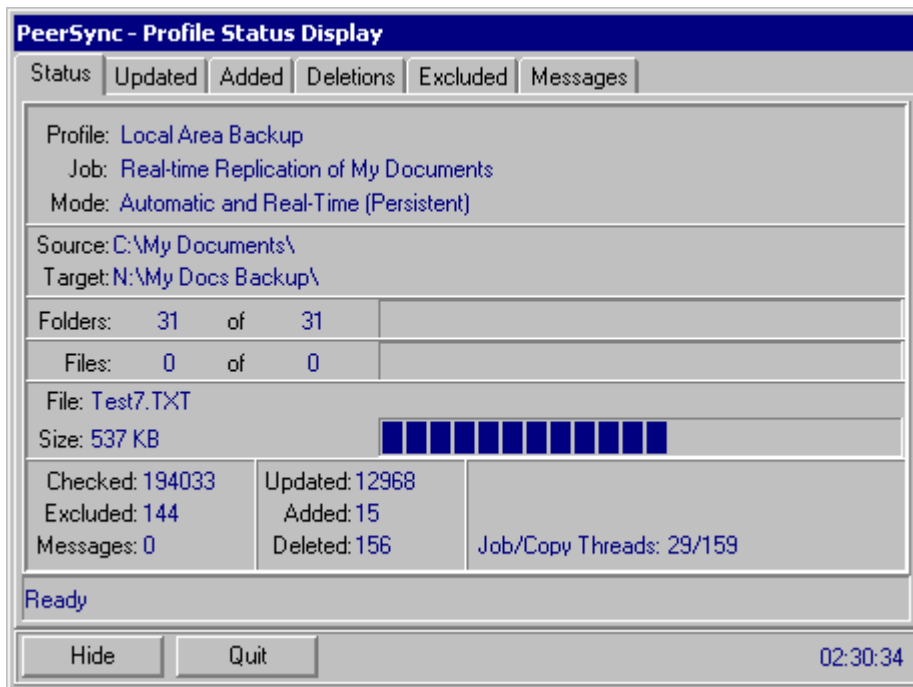 PeerSync - Profile Status Display
Status Updated Added Deletions Excluded Messages
Profile: Local Area Backup
Job: Real-time Replication of My Documents
Mode: Automatic and Real-Time (Persistent)
Source: C:\My Documents\
Target: N:\My Docs Backup\
Folders: 31 of 31
Files: 0 of 0
File: Test7.TXT
Size: 537 KB
Checked: 194033 Updated: 12968
Excluded: 144 Added: 15
Messages: 0 Deleted: 156 Job/Copy Threads: 29/159
Ready
Hide Quit 02:30:34